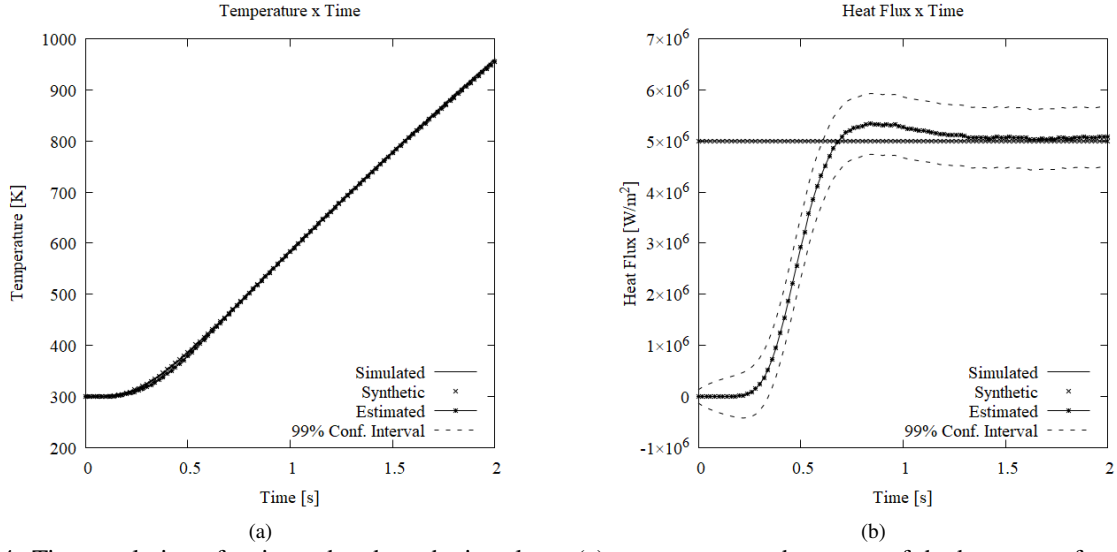 Temperature x Time
1000
900
800
700
600
500
400
300
200
Temperature [K]
Simulated
Synthetic
Estimated
99% Conf. Interval
0
0.5
1
1.5
2
Time [s]
(a)
Heat Flux x Time
7×10⁶
6×10⁶
5×10⁶
4×10⁶
3×10⁶
2×10⁶
1×10⁶
0
-1×10⁶
Heat Flux [W/m²]
Simulated
Synthetic
Estimated
99% Conf. Interval
0
0.5
1
1.5
2
Time [s]
(b)